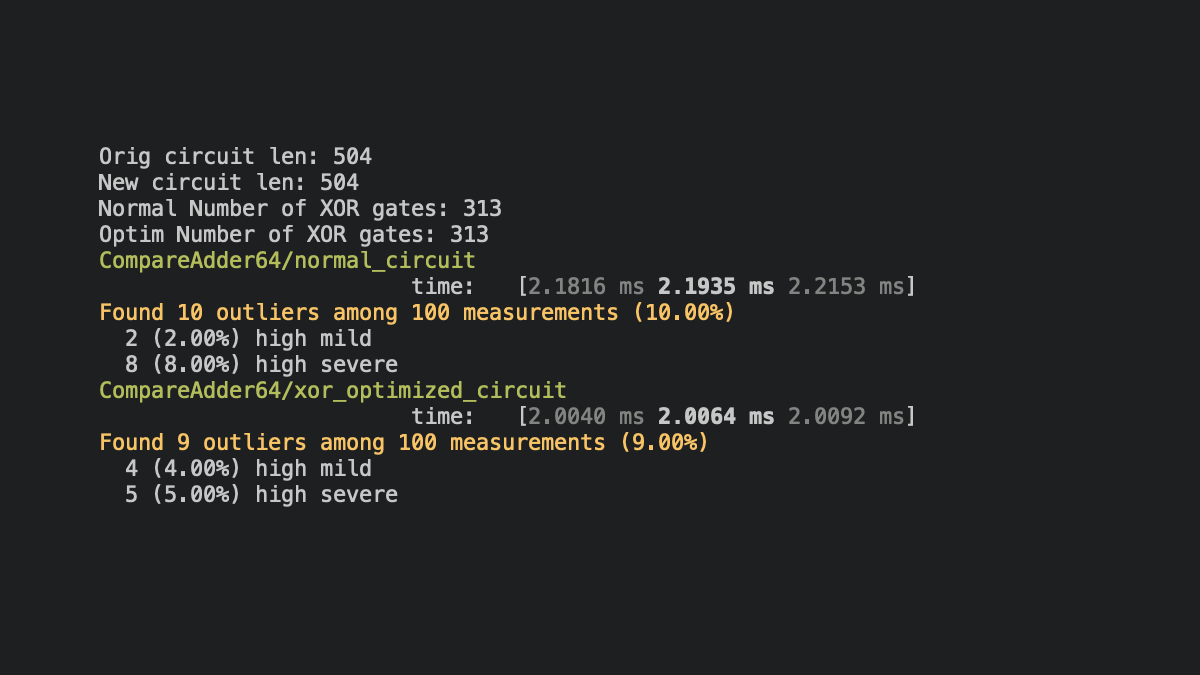 Orig circuit len: 504
New circuit len: 504
Normal Number of XOR gates: 313
Optim Number of XOR gates: 313
CompareAdder64/normal_circuit
time: [2.1816 ms 2.1935 ms 2.2153 ms]
Found 10 outliers among 100 measurements (10.00%)
2 (2.00%) high mild
8 (8.00%) high severe
CompareAdder64/xor_optimized_circuit
time: [2.0040 ms 2.0064 ms 2.0092 ms]
Found 9 outliers among 100 measurements (9.00%)
4 (4.00%) high mild
5 (5.00%) high severe